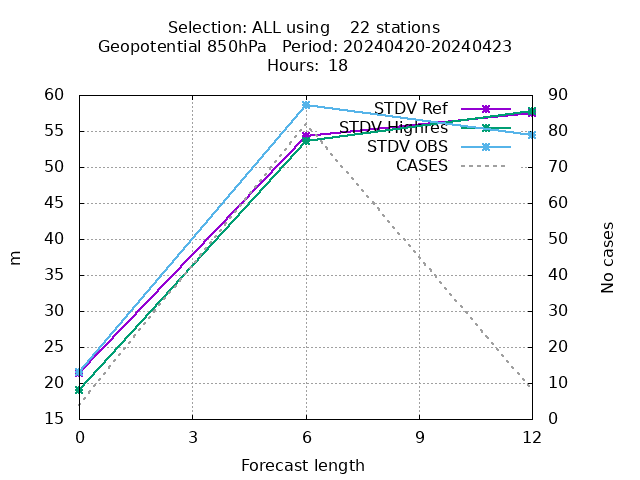 Selection: ALL using    22 stations
Geopotential 850hPa   Period: 20240420-20240423
Hours: 18
60
55
50
45
40
35
30
25
20
15
m
90
80
70
60
50
40
30
20
10
0
No cases
STDV Ref
STDV Highres
STDV OBS
CASES
0 3 6 9 12
Forecast length